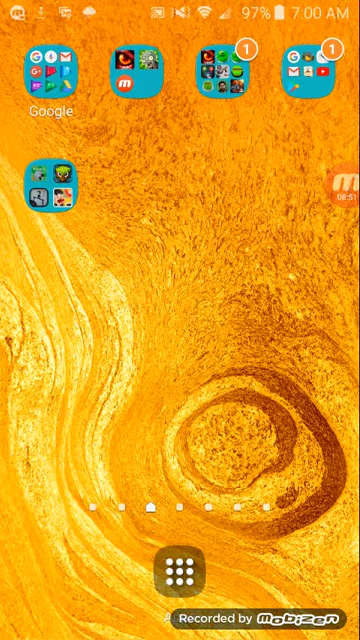 97% 7:00 AM
1 1
Google
08:51
Recorded by mobizen